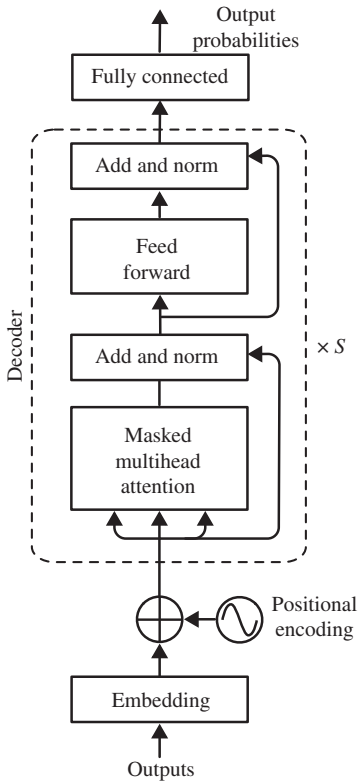 Output
probabilities
Fully connected
Add and norm
Feed
forward
Add and norm
Decoder
× S
Masked
multihead
attention
Positional
encoding
Embedding
Outputs